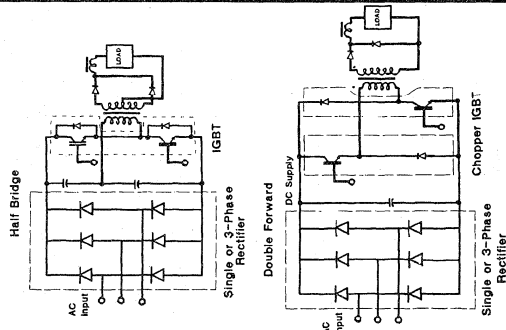 Half Bridge
LOAD
IGBT
AC
Input
Single or 3-Phase
Rectifier
Double Forward
LOAD
DC Supply
Chopper IGBT
AC
Input
Single or 3-Phase
Rectifier